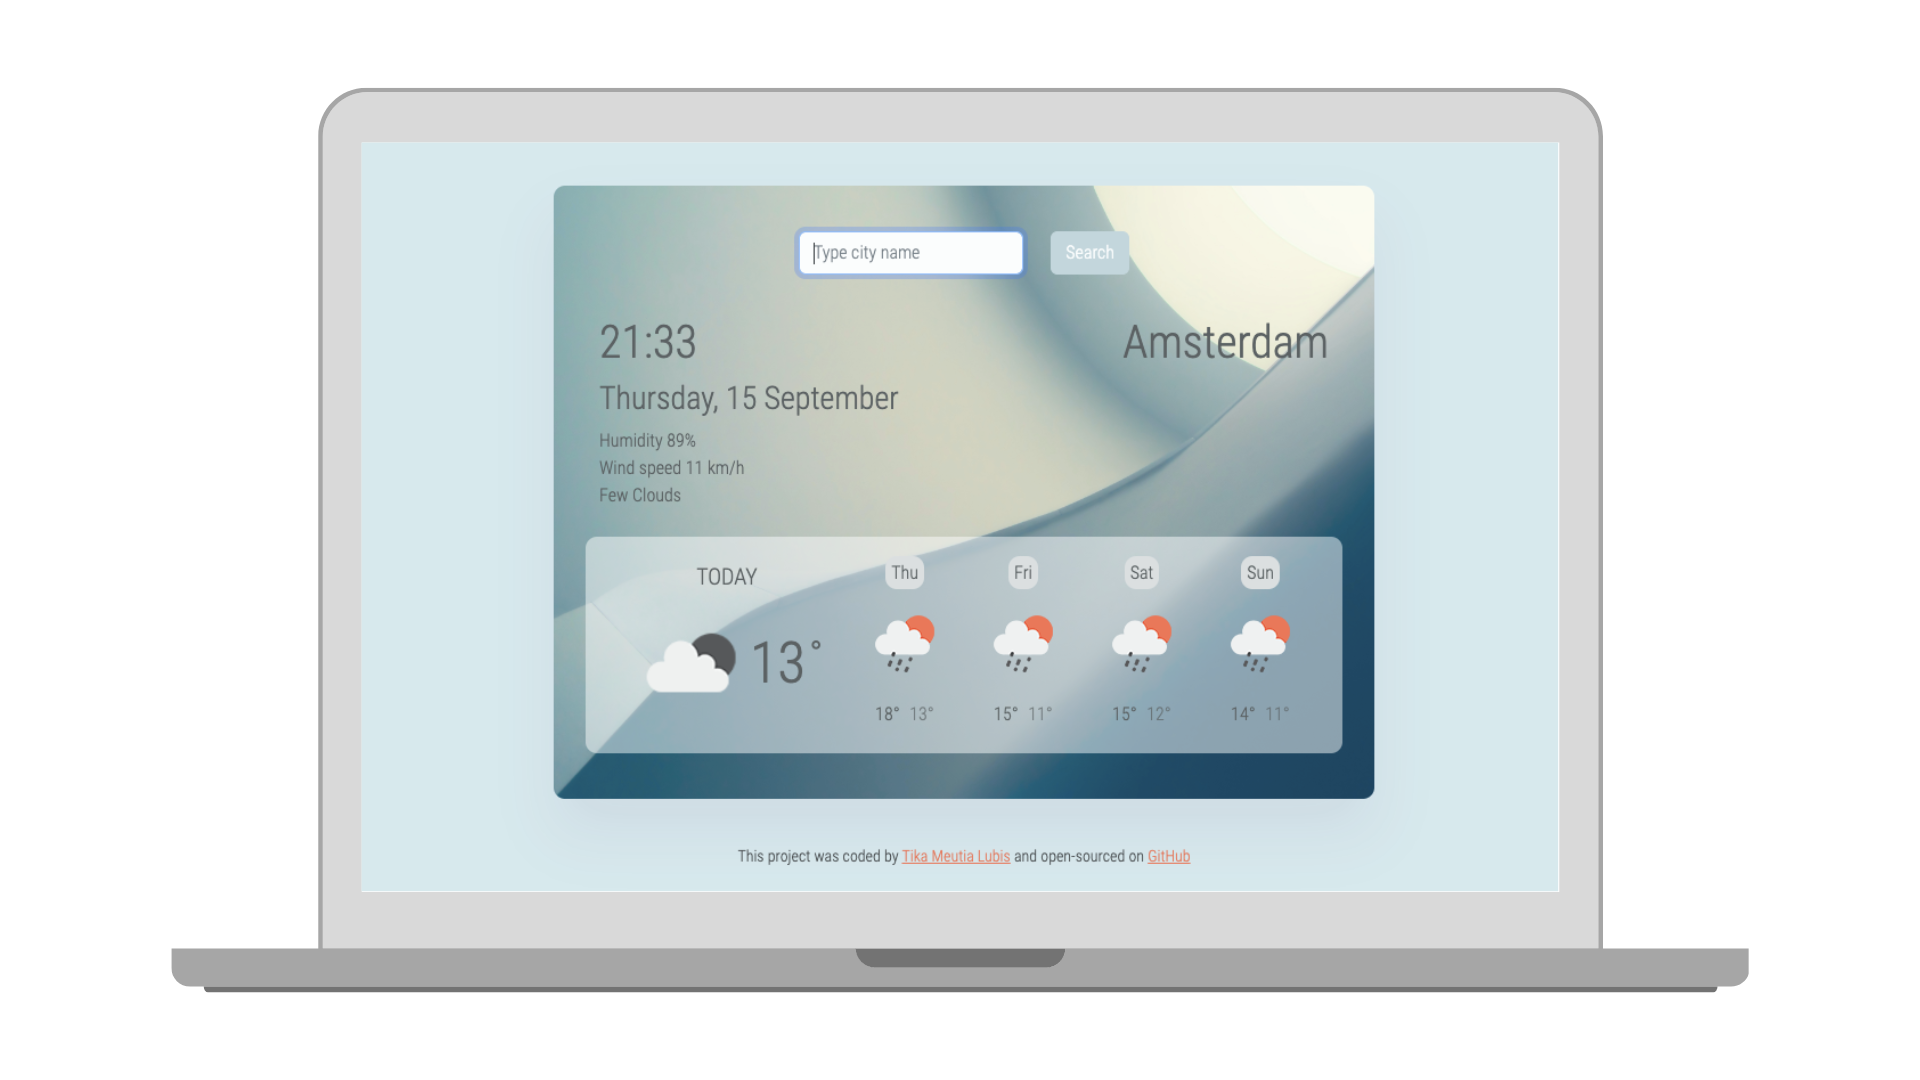 Type city name
Search
21:33
Amsterdam
Thursday, 15 September
Humidity 89%
Wind speed 11 km/h
Few Clouds
TODAY
Thu Fri Sat Sun
13°
18° 13° 15° 11° 15° 12° 14° 11°
This project was coded by Tika Meutia Lubis and open-sourced on GitHub